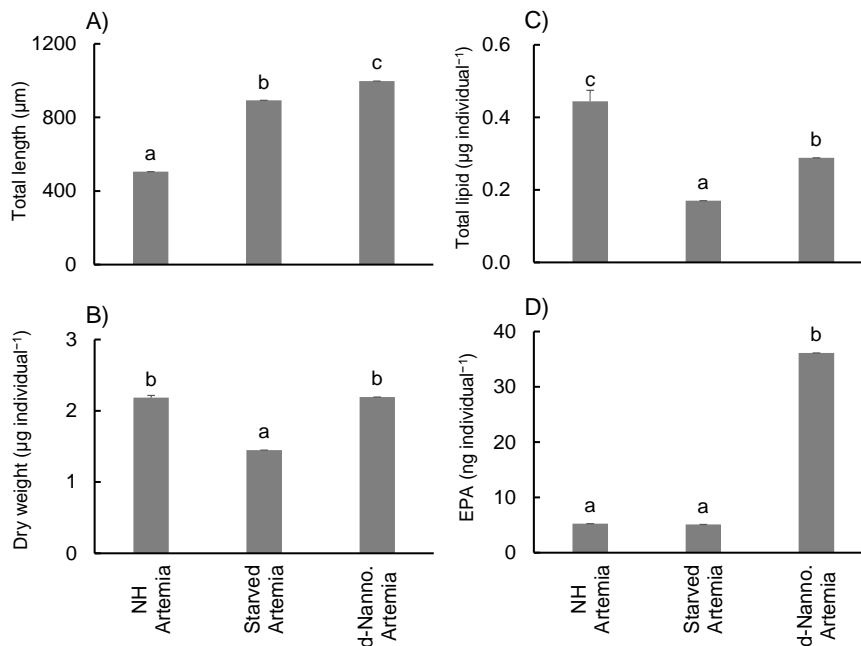 A)
Total length (µm)
1200
800
400
0
a
b
c
B)
Dry weight (µg individual⁻¹)
3
2
1
0
b
a
b
NH
Artemia
Starved
Artemia
d-Nanno.
Artemia
C)
Total lipid (µg individual⁻¹)
0.6
0.4
0.2
0.0
c
a
b
D)
EPA (ng individual⁻¹)
40
30
20
10
0
a
a
b
NH
Artemia
Starved
Artemia
d-Nanno.
Artemia